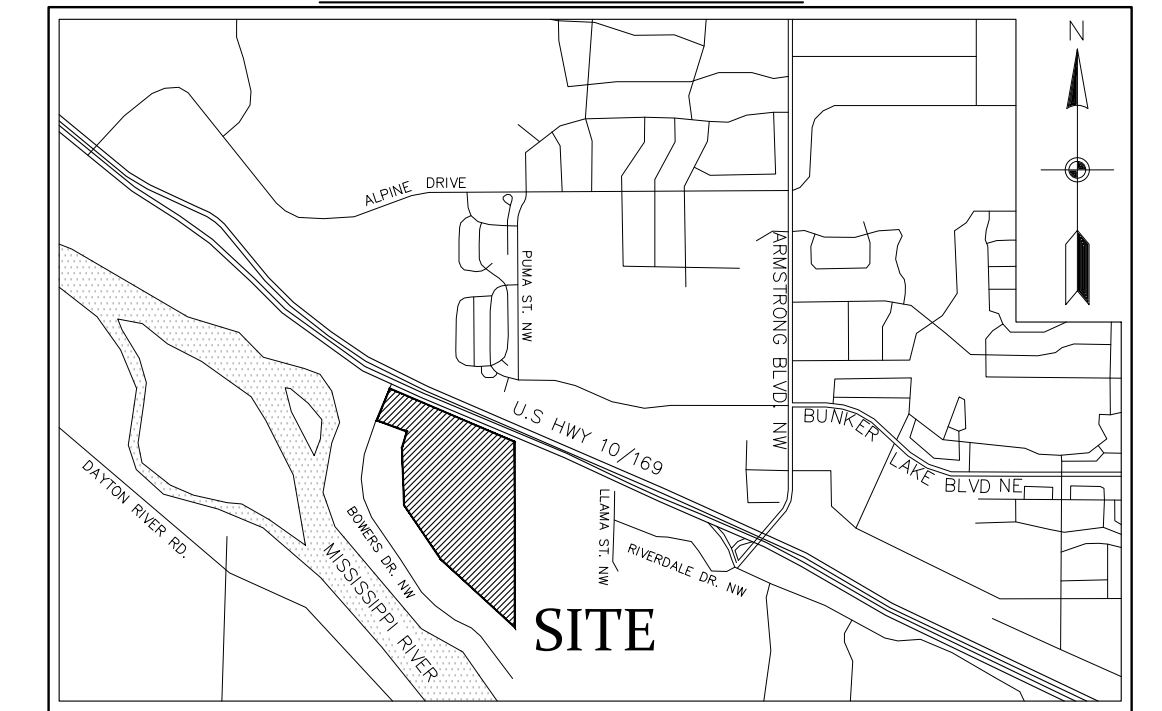 N
ALPINE DRIVE
PUMA ST. NW
ARMSTRONG BLVD. NW
U.S HWY 10/169
BUNKER
LAKE BLVD NE
DAYTON RIVER RD.
BOWERS DR. NW
MISSISSIPPI RIVER
LLAMA ST. NW
RIVERDALE DR. NW
SITE